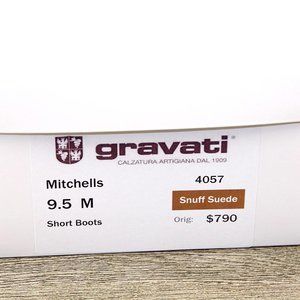 gravati®
CALZATURA ARTIGIANA DAL 1909
Mitchells 4057
9.5 M Snuff Suede
Short Boots Orig: $790